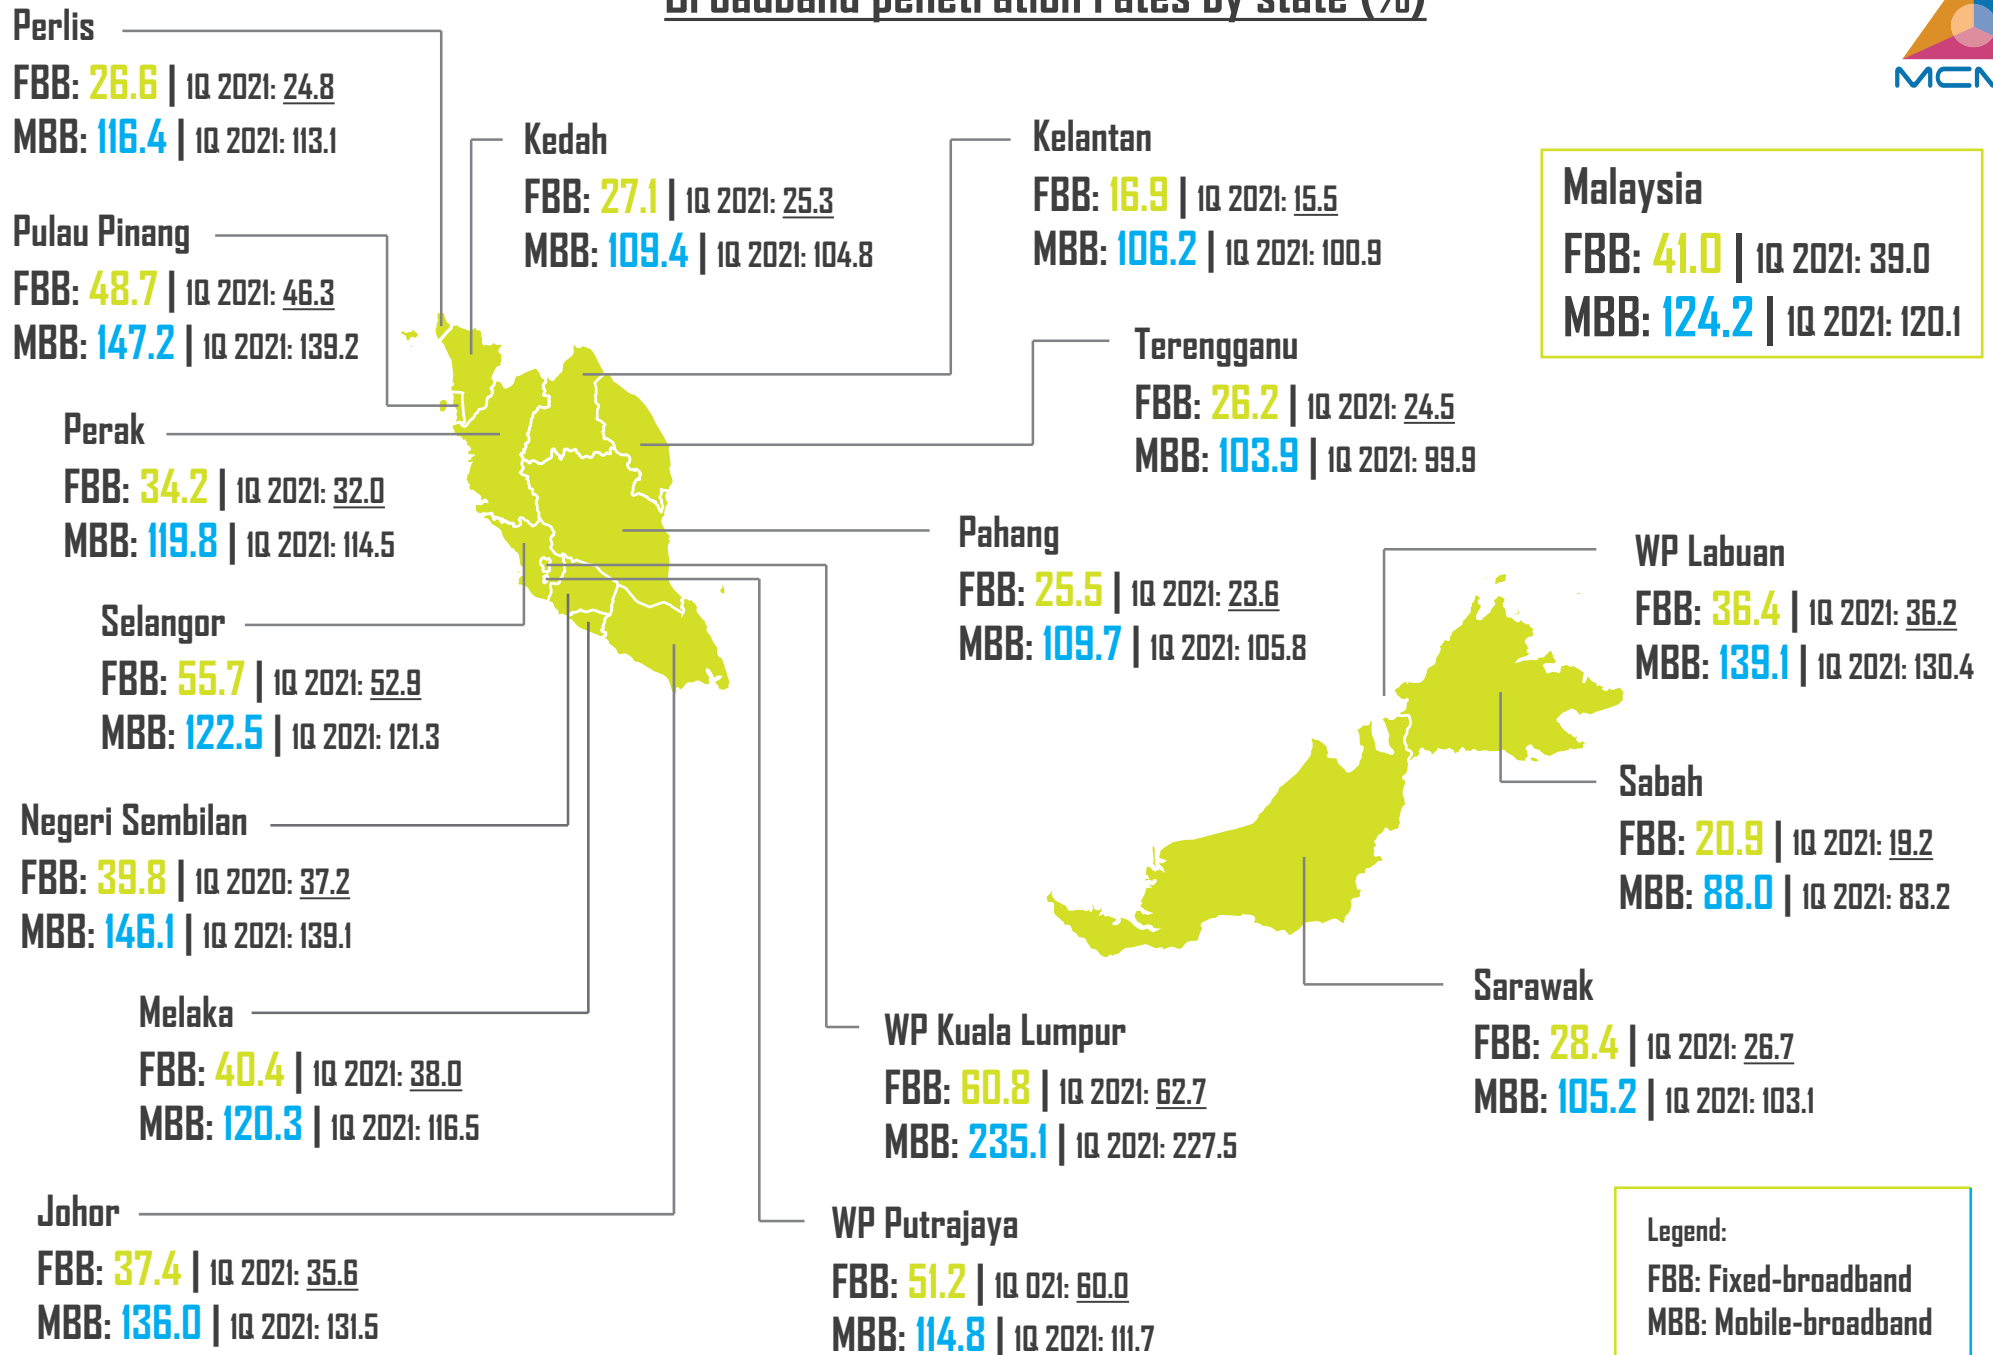 Broadband penetration rates by state (%)
Perlis
FBB: 26.6 | 1Q 2021: 24.8
MBB: 116.4 | 1Q 2021: 113.1
Kedah
FBB: 27.1 | 1Q 2021: 25.3
MBB: 109.4 | 1Q 2021: 104.8
Kelantan
FBB: 16.9 | 1Q 2021: 15.5
MBB: 106.2 | 1Q 2021: 100.9
Malaysia
FBB: 41.0 | 1Q 2021: 39.0
MBB: 124.2 | 1Q 2021: 120.1
Pulau Pinang
FBB: 48.7 | 1Q 2021: 46.3
MBB: 147.2 | 1Q 2021: 139.2
Terengganu
FBB: 26.2 | 1Q 2021: 24.5
MBB: 103.9 | 1Q 2021: 99.9
Perak
FBB: 34.2 | 1Q 2021: 32.0
MBB: 119.8 | 1Q 2021: 114.5
Pahang
FBB: 25.5 | 1Q 2021: 23.6
MBB: 109.7 | 1Q 2021: 105.8
WP Labuan
FBB: 36.4 | 1Q 2021: 36.2
MBB: 139.1 | 1Q 2021: 130.4
Selangor
FBB: 55.7 | 1Q 2021: 52.9
MBB: 122.5 | 1Q 2021: 121.3
Sabah
FBB: 20.9 | 1Q 2021: 19.2
MBB: 88.0 | 1Q 2021: 83.2
Negeri Sembilan
FBB: 39.8 | 1Q 2020: 37.2
MBB: 146.1 | 1Q 2021: 139.1
Sarawak
FBB: 28.4 | 1Q 2021: 26.7
MBB: 105.2 | 1Q 2021: 103.1
Melaka
FBB: 40.4 | 1Q 2021: 38.0
MBB: 120.3 | 1Q 2021: 116.5
WP Kuala Lumpur
FBB: 60.8 | 1Q 2021: 62.7
MBB: 235.1 | 1Q 2021: 227.5
Johor
FBB: 37.4 | 1Q 2021: 35.6
MBB: 136.0 | 1Q 2021: 131.5
WP Putrajaya
FBB: 51.2 | 1Q 021: 60.0
MBB: 114.8 | 1Q 2021: 111.7
Legend:
FBB: Fixed-broadband
MBB: Mobile-broadband